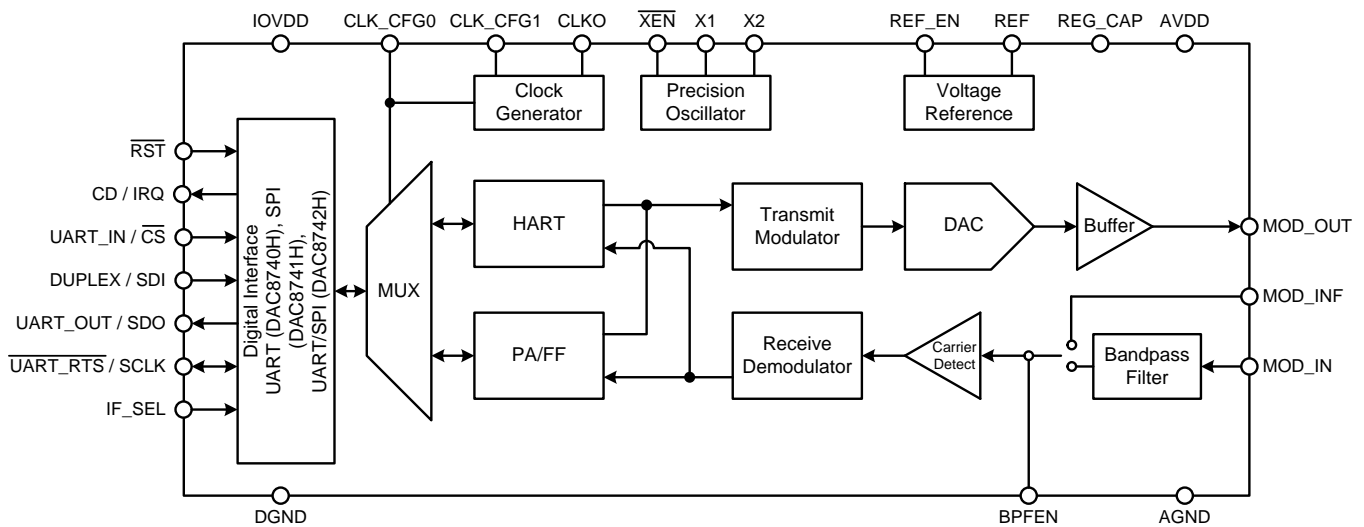 IOVDD
CLK_CFG0
CLK_CFG1
CLKO
XEN
X1
X2
REF_EN
REF
REG_CAP
AVDD
Clock
Generator
Precision
Oscillator
Voltage
Reference
RST
CD / IRQ
UART_IN / CS
DUPLEX / SDI
UART_OUT / SDO
UART_RTS / SCLK
IF_SEL
Digital Interface
UART (DAC8740H), SPI
(DAC8741H),
UART/SPI (DAC8742H)
MUX
HART
PA/FF
Transmit
Modulator
DAC
Buffer
MOD_OUT
MOD_INF
MOD_IN
Receive
Demodulator
Carrier
Detect
Bandpass
Filter
DGND
BPFEN
AGND